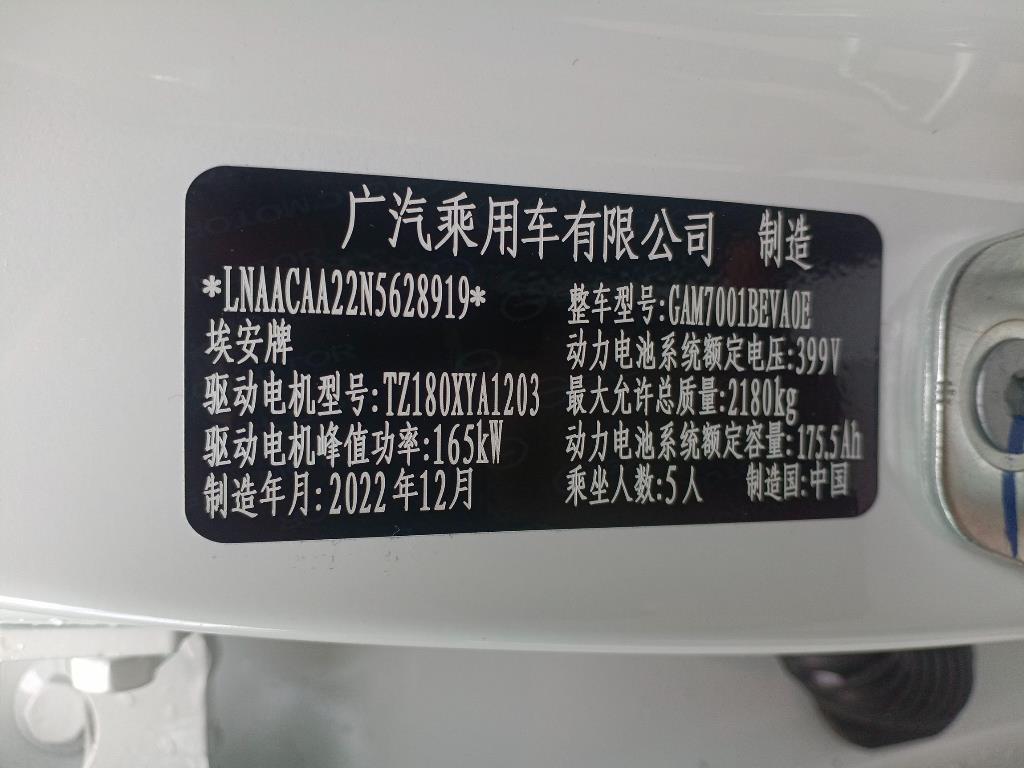 广汽乘用车有限公司 制造
*LNAACAA22N5628919*
整车型号:GAM7001BEVA0E
埃安牌
动力电池系统额定电压:399V
驱动电机型号:TZ180XYA1203
最大允许总质量:2180kg
驱动电机峰值功率:165kW
动力电池系统额定容量:175.5Ah
制造年月:2022年12月
乘坐人数:5人 制造国:中国